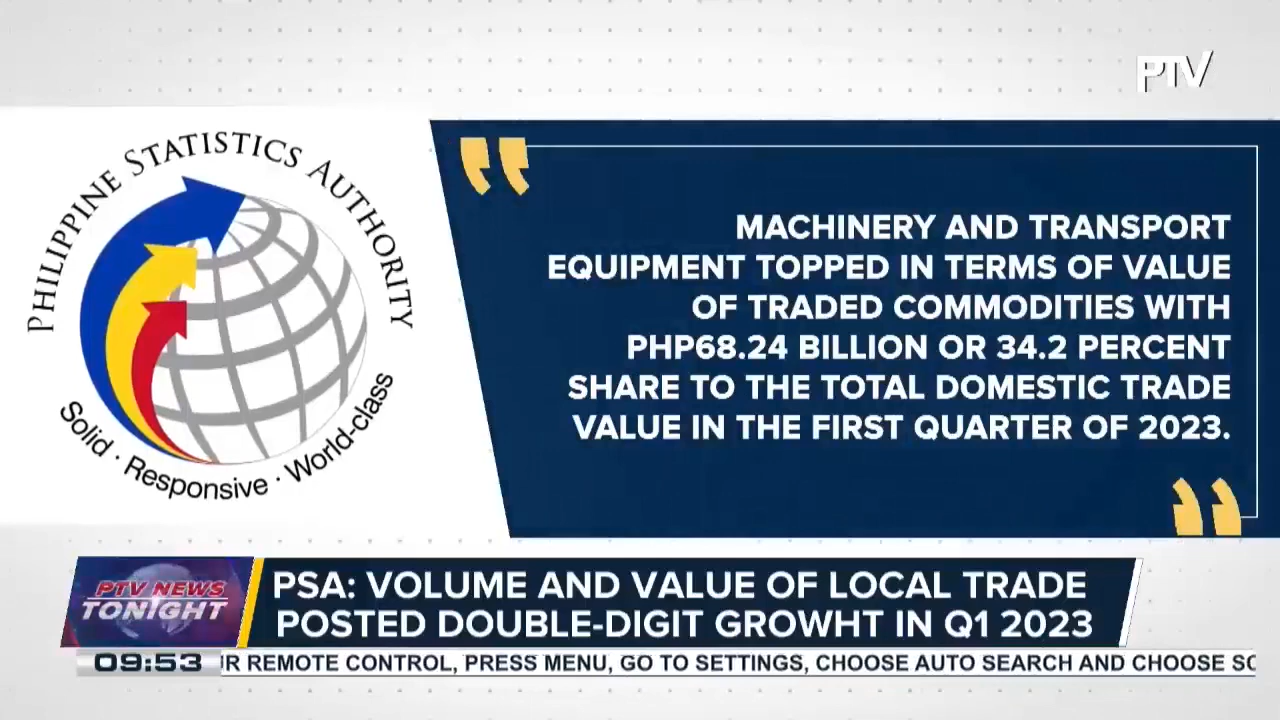 PTV
PHILIPPINE STATISTICS AUTHORITY
Solid · Responsive · World-class
MACHINERY AND TRANSPORT
EQUIPMENT TOPPED IN TERMS OF VALUE
OF TRADED COMMODITIES WITH
PHP68.24 BILLION OR 34.2 PERCENT
SHARE TO THE TOTAL DOMESTIC TRADE
VALUE IN THE FIRST QUARTER OF 2023.
PTV NEWS
TONIGHT
PSA: VOLUME AND VALUE OF LOCAL TRADE
POSTED DOUBLE-DIGIT GROWHT IN Q1 2023
09:53
REMOTE CONTROL, PRESS MENU, GO TO SETTINGS, CHOOSE AUTO SEARCH AND CHOOSE